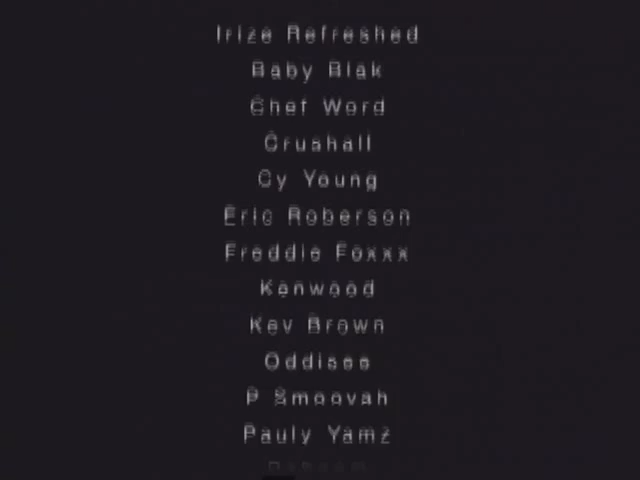 Irize Refreshed
Baby Blak
Chef Word
Crushall
Cy Young
Eric Roberson
Freddie Foxxx
Kenwood
Kev Brown
Oddisee
P Smoovah
Pauly Yamz